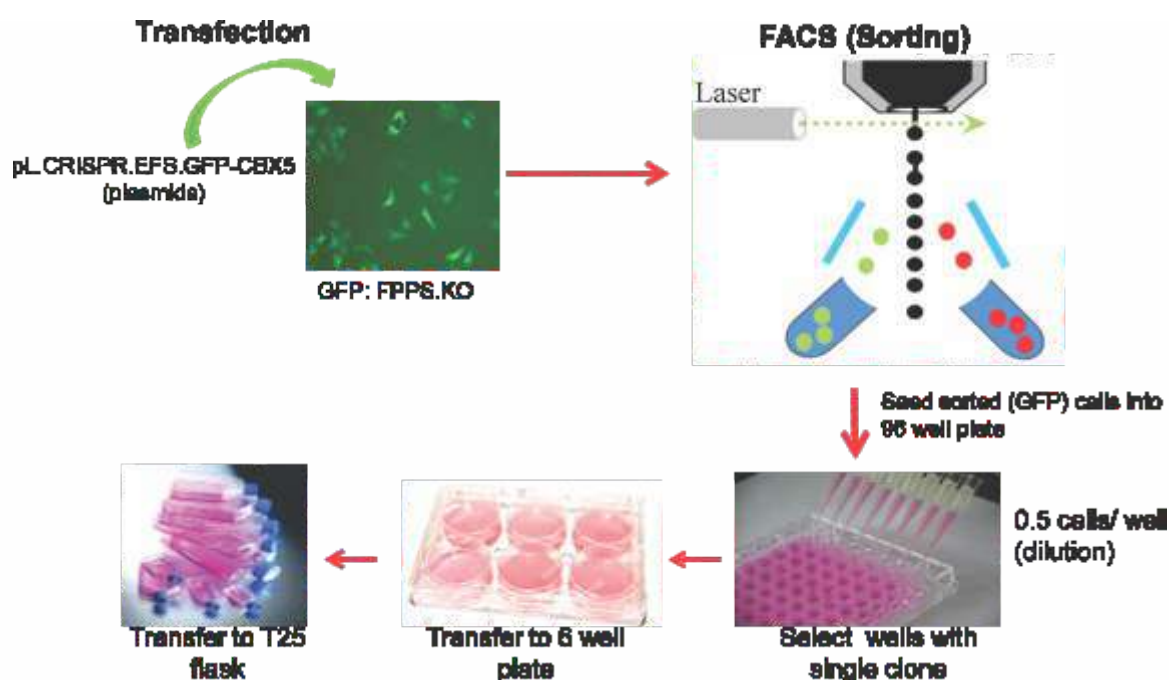 Transfection
FACS (Sorting)
Laser
pL.CRISPR.EFS.GFP-CBX5
(plasmids)
GFP: FPPS.KO
Seed sorted (GFP) cells into
96 well plate
0.5 cells/ well
(dilution)
Transfer to T25
flask
Transfer to 6 well
plate
Select wells with
single clone